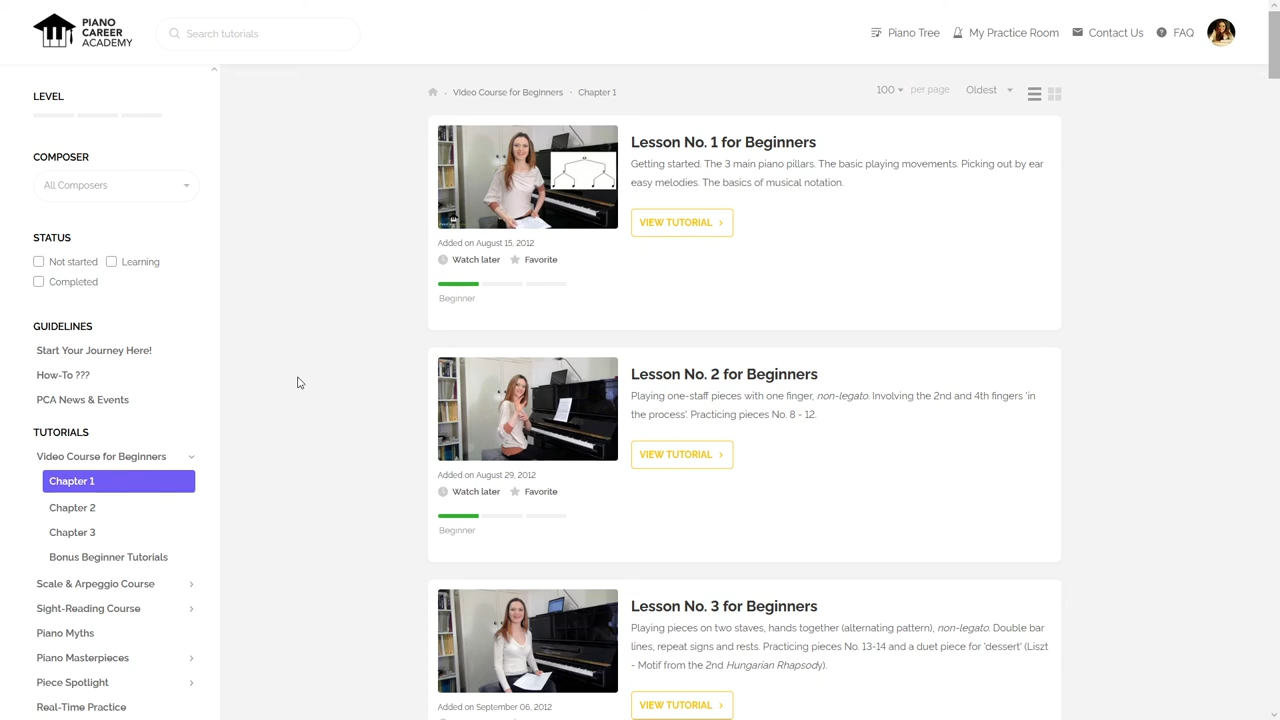 PIANO
CAREER
ACADEMY
Search tutorials
Piano Tree
My Practice Room
Contact Us
FAQ
LEVEL
COMPOSER
All Composers
STATUS
Not started
Learning
Completed
GUIDELINES
Start Your Journey Here!
How-To ???
PCA News & Events
TUTORIALS
Video Course for Beginners
Chapter 1
Chapter 2
Chapter 3
Bonus Beginner Tutorials
Scale & Arpeggio Course
Sight-Reading Course
Piano Myths
Piano Masterpieces
Piece Spotlight
Real-Time Practice
Video Course for Beginners
Chapter 1
100 per page
Oldest
Lesson No. 1 for Beginners
Getting started. The 3 main piano pillars. The basic playing movements. Picking out by ear
easy melodies. The basics of musical notation.
VIEW TUTORIAL
Added on August 15, 2012
Watch later
Favorite
Beginner
Lesson No. 2 for Beginners
Playing one-staff pieces with one finger, non-legato. Involving the 2nd and 4th fingers 'in
the process'. Practicing pieces No. 8 - 12.
VIEW TUTORIAL
Added on August 29, 2012
Watch later
Favorite
Beginner
Lesson No. 3 for Beginners
Playing pieces on two staves, hands together (alternating pattern), non-legato. Double bar
lines, repeat signs and rests. Practicing pieces No. 13-14 and a duet piece for 'dessert' (Liszt
- Motif from the 2nd Hungarian Rhapsody).
VIEW TUTORIAL
Added on September 06, 2012